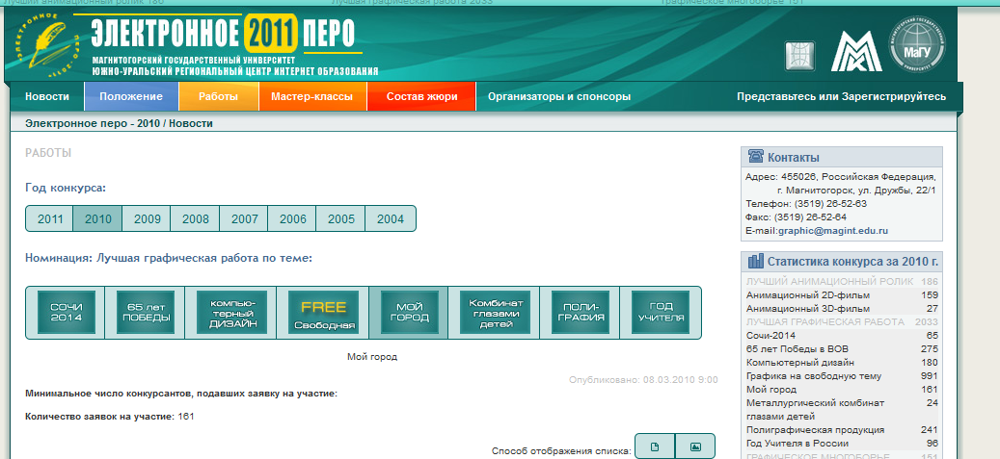 Лучший анимационный ролик 186 Лучшая графическая работа 2033 Графическое многоборье 151
ЭЛЕКТРОННОЕ ПЕРО-2011
ЭЛЕКТРОННОЕ 2011 ПЕРО
МАГНИТОГОРСКИЙ ГОСУДАРСТВЕННЫЙ УНИВЕРСИТЕТ
ЮЖНО-УРАЛЬСКИЙ РЕГИОНАЛЬНЫЙ ЦЕНТР ИНТЕРНЕТ ОБРАЗОВАНИЯ
МаГУ
Новости Положение Работы Мастер-классы Состав жюри Организаторы и спонсоры Представьтесь или Зарегистрируйтесь
Электронное перо - 2010 / Новости
РАБОТЫ
Год конкурса:
2011 2010 2009 2008 2007 2006 2005 2004
Номинация: Лучшая графическая работа по теме:
СОЧИ 2014
65 лет ПОБЕДЫ
компью-терный ДИЗАЙН
FREE Свободная
МОЙ ГОРОД
Комбинат глазами детей
ПОЛИ-ГРАФИЯ
ГОД УЧИТЕЛЯ
Мой город
Опубликовано: 08.03.2010 9:00
Минимальное число конкурсантов, подавших заявку на участие:
Количество заявок на участие: 161
Способ отображения списка:
Контакты
Адрес: 455026, Российская Федерация,
г. Магнитогорск, ул. Дружбы, 22/1
Телефон: (3519) 26-52-63
Факс: (3519) 26-52-64
E-mail:graphic@magint.edu.ru
Статистика конкурса за 2010 г.
ЛУЧШИЙ АНИМАЦИОННЫЙ РОЛИК 186
Анимационный 2D-фильм 159
Анимационный 3D-фильм 27
ЛУЧШАЯ ГРАФИЧЕСКАЯ РАБОТА 2033
Сочи-2014 65
65 лет Победы в ВОВ 275
Компьютерный дизайн 180
Графика на свободную тему 991
Мой город 161
Металлургический комбинат 24
глазами детей
Полиграфическая продукция 241
Год Учителя в России 96
ГРАФИЧЕСКОЕ МНОГОБОРЬЕ 151